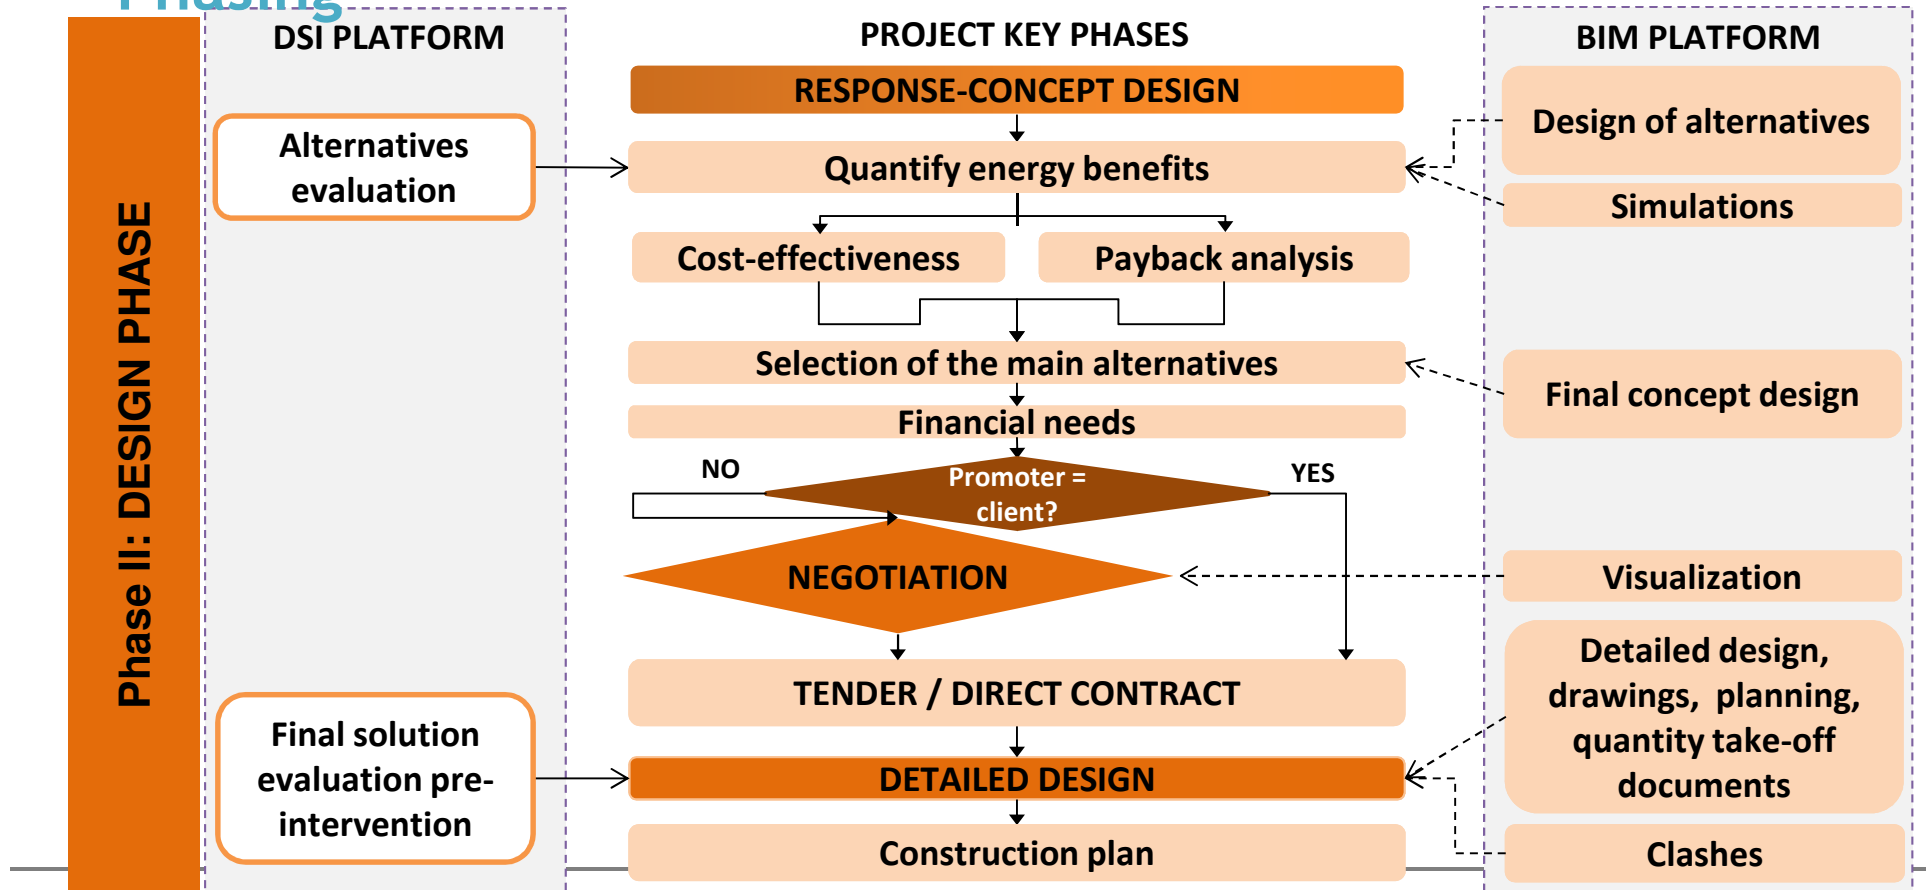 Phasing
Phase II: DESIGN PHASE
DSI PLATFORM
Alternatives
evaluation
Final solution
evaluation pre-
intervention
PROJECT KEY PHASES
RESPONSE-CONCEPT DESIGN
Quantify energy benefits
Cost-effectiveness
Payback analysis
Selection of the main alternatives
Financial needs
NO
Promoter =
client?
YES
NEGOTIATION
TENDER / DIRECT CONTRACT
DETAILED DESIGN
Construction plan
BIM PLATFORM
Design of alternatives
Simulations
Final concept design
Visualization
Detailed design,
drawings, planning,
quantity take-off
documents
Clashes